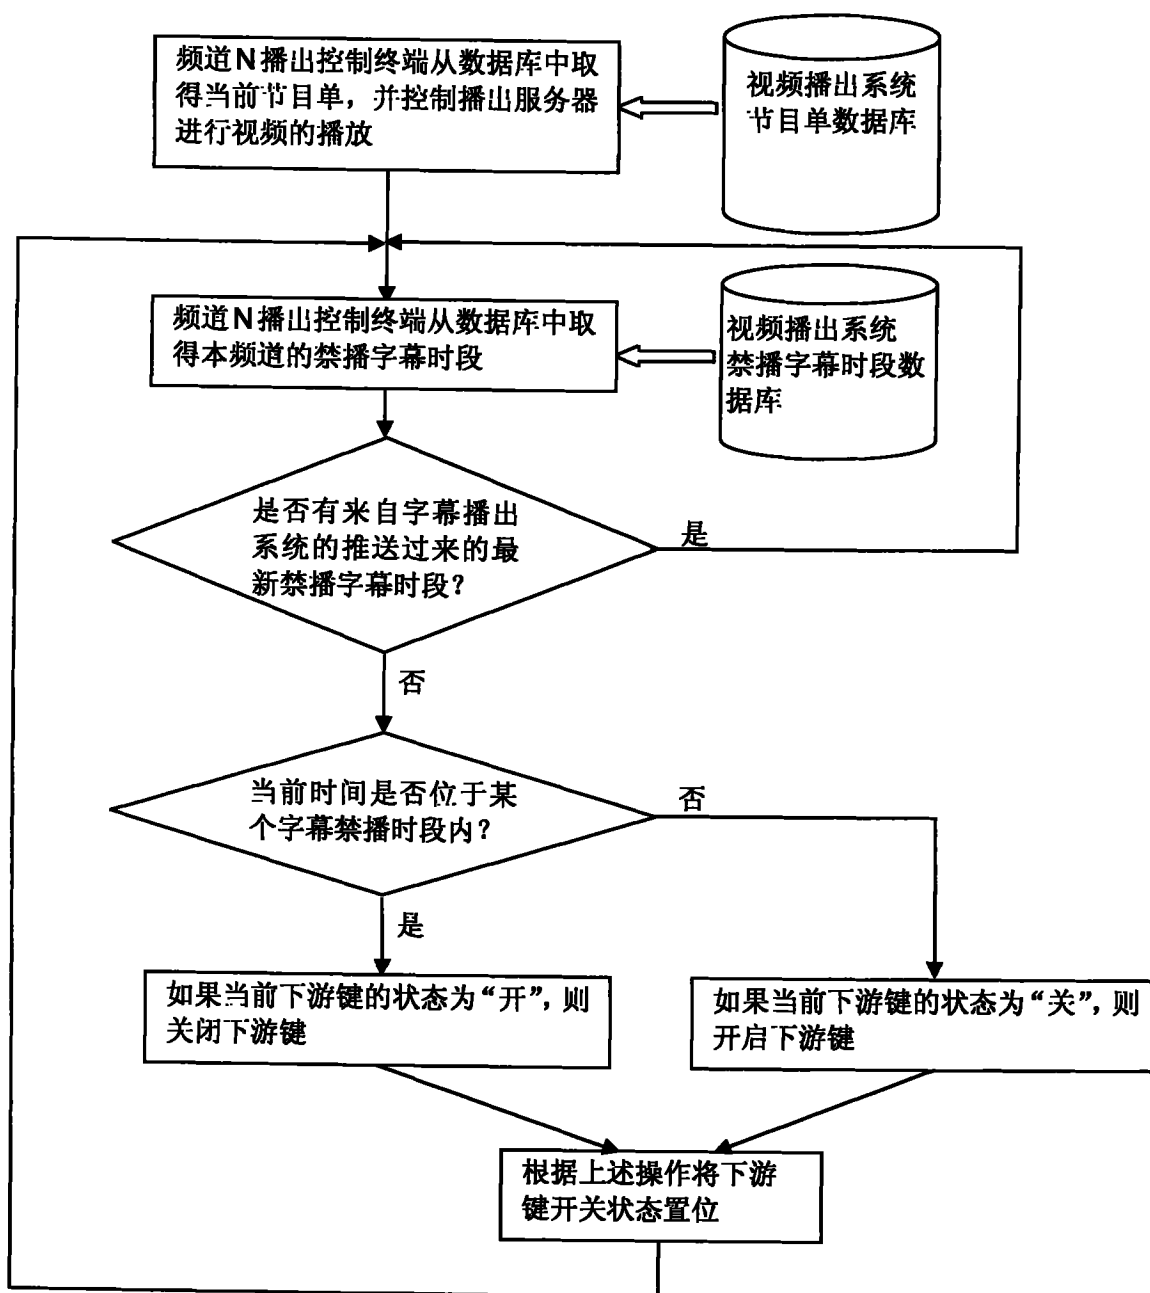 频道N播出控制终端从数据库中取
得当前节目单，并控制播出服务器
进行视频的播放
视频播出系统
节目单数据库
频道N播出控制终端从数据库中取
得本频道的禁播字幕时段
视频播出系统
禁播字幕时段数
据库
是否有来自字幕播出
系统的推送过来的最
新禁播字幕时段？
是
否
当前时间是否位于某
个字幕禁播时段内？
否
是
如果当前下游键的状态为“开”，则
关闭下游键
如果当前下游键的状态为“关”，则
开启下游键
根据上述操作将下游
键开关状态置位